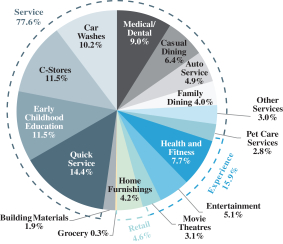 Service
77.6%
Car
Washes
10.2%
Medical/
Dental
9.0%
Casual
Dining
6.4%
Auto
Service
4.9%
Family
Dining 4.0%
Other
Services
3.0%
Pet Care
Services
2.8%
Health and
Fitness
7.7%
Experience
15.9%
Entertainment
5.1%
Movie
Theatres
3.1%
Home
Furnishings
4.2%
Retail
4.6%
Grocery 0.3%
Building Materials
1.9%
Quick
Service
14.4%
Early
Childhood
Education
11.5%
C-Stores
11.5%